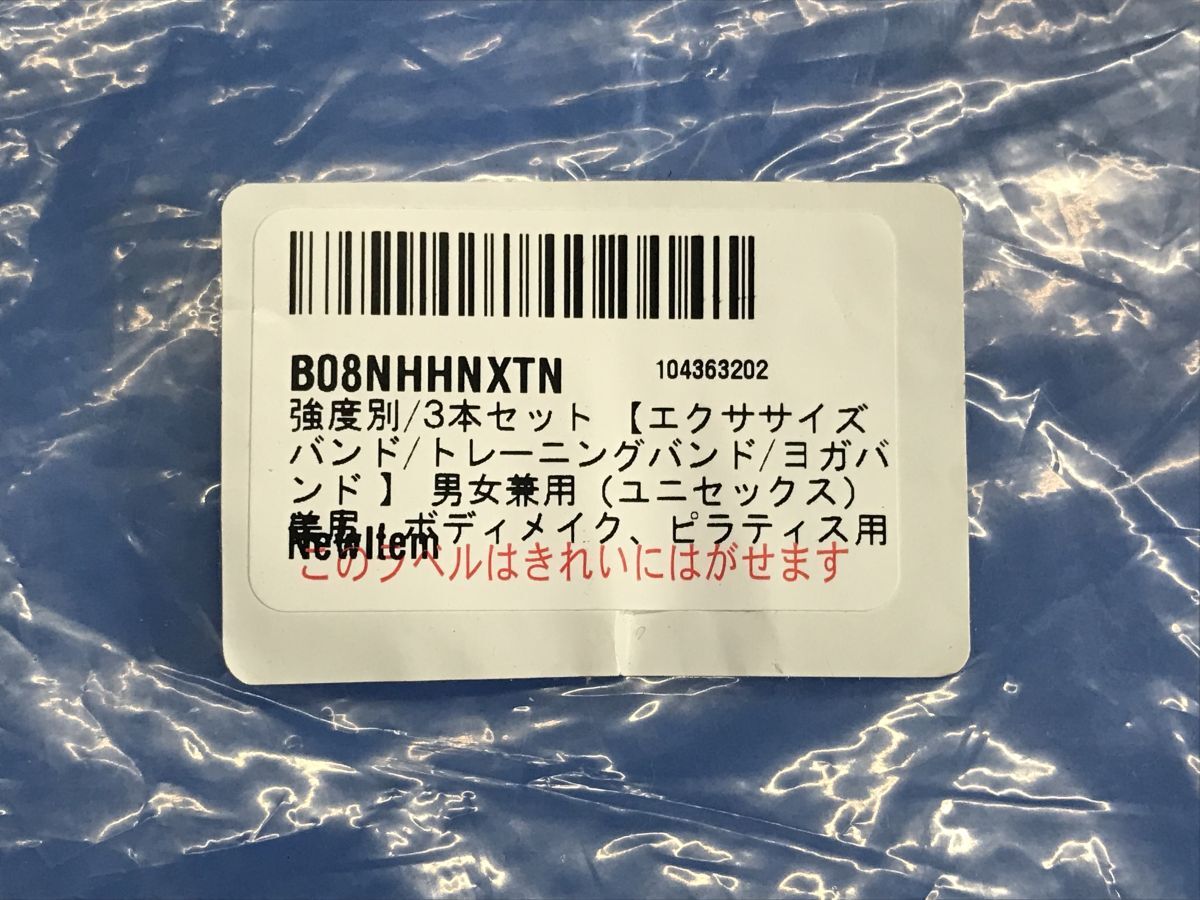 B08NHHNXTN 104363202
強度別/3本セット 【エクササイズ
バンド/トレーニングバンド/ヨガバ
ンド 】 男女兼用 (ユニセックス)
ボディメイク、ピラティス用
NewItem
このラベルはきれいにはがせます